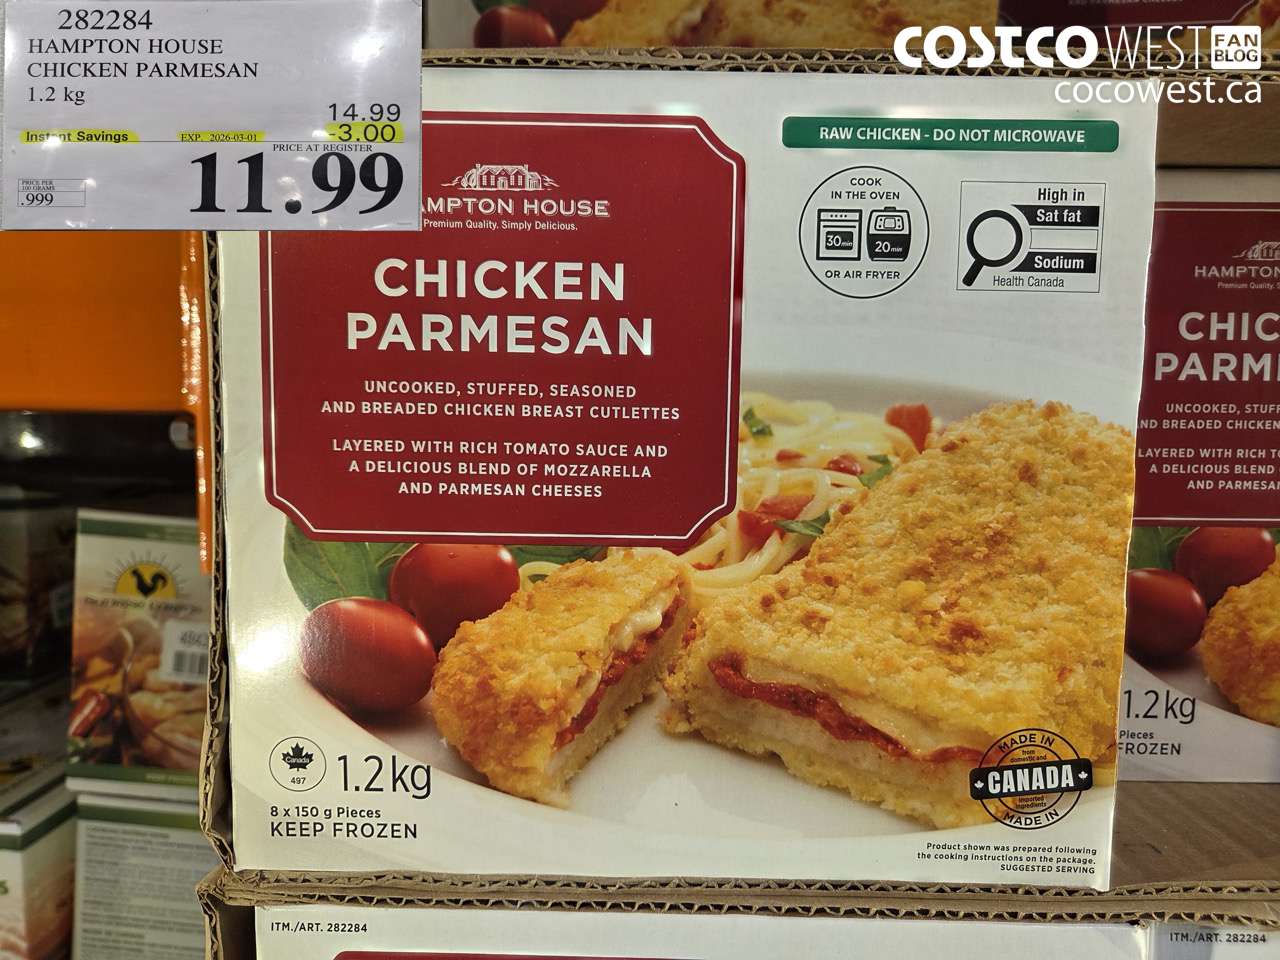 282284
HAMPTON HOUSE
CHICKEN PARMESAN
1.2 kg
14.99
Instant Savings EXP. 2026-03-01 -3.00
PRICE AT REGISTER
11.99
PRICE PER
100 GRAMS
.999
COSTCO WEST FAN BLOG
cocowest.ca
RAW CHICKEN - DO NOT MICROWAVE
COOK
IN THE OVEN
30min 20min
OR AIR FRYER
High in
Sat fat
Sodium
Health Canada
AMPTON HOUSE
Premium Quality. Simply Delicious.
CHICKEN
PARMESAN
UNCOOKED, STUFFED, SEASONED
AND BREADED CHICKEN BREAST CUTLETTES
LAYERED WITH RICH TOMATO SAUCE AND
A DELICIOUS BLEND OF MOZZARELLA
AND PARMESAN CHEESES
Canada
497
1.2kg
8 x 150 g Pieces
KEEP FROZEN
MADE IN
from
domestic and
CANADA
imported
ingredients
MADE IN
Product shown was prepared following
the cooking instructions on the package.
SUGGESTED SERVING
HAMPTON
Premium Quality. S
CHIC
PARM
UNCOOKED, STUFF
ND BREADED CHICKEN
LAYERED WITH RICH T
A DELICIOUS BLEND
AND PARMESA
1.2kg
Pieces
FROZEN
ITM./ART. 282284
ITM./ART. 282284